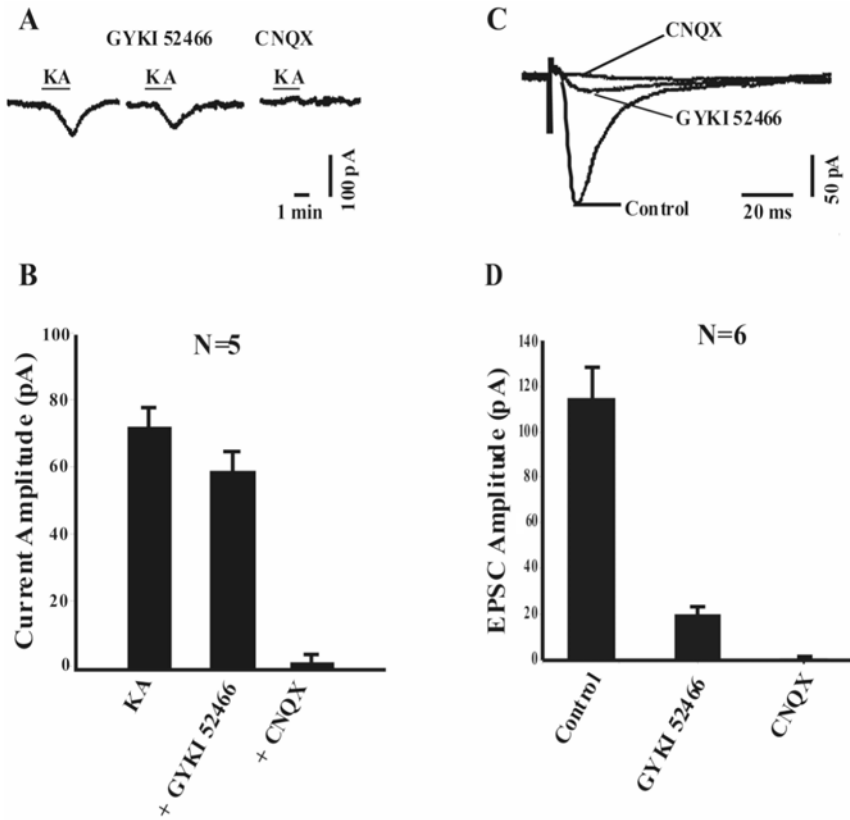 A
GYKI 52466 CNQX
KA KA KA
100 pA
1 min
C
CNQX
GYKI 52466
Control
20 ms
50 pA
B
N=5
Current Amplitude (pA)
100
80
60
40
20
0
KA
+ GYKI 52466
+ CNQX
D
N=6
EPSC Amplitude (pA)
140
120
100
80
60
40
20
0
Control
GYKI 52466
CNQX